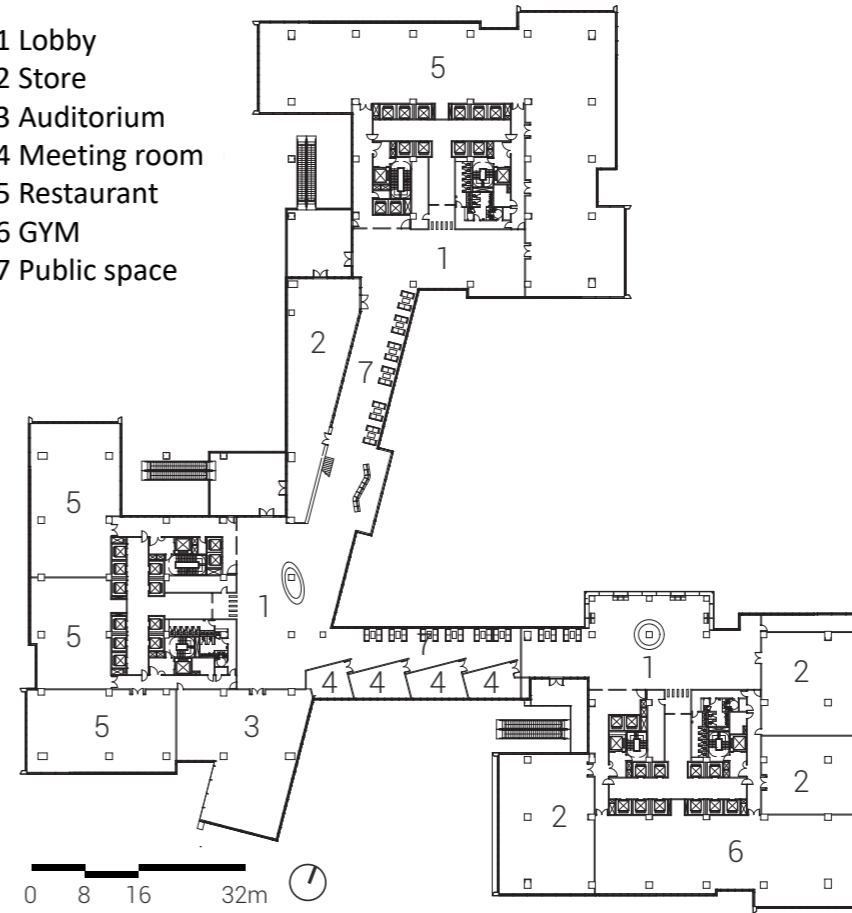 1 Lobby
2 Store
3 Auditorium
4 Meeting room
5 Restaurant
6 GYM
7 Public space
5
1
2
7
5
5
1
7
1
2
4 4 4 4
5
3
2
2
6
0 8 16 32m